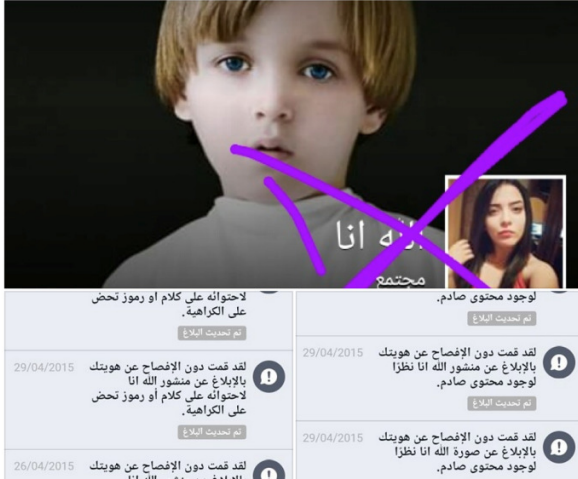 الله انا
مجتمع
لوجود محتوى صادم.
تم تحديث البلاغ
29/04/2015
لقد قمت دون الإفصاح عن هويتك
بالإبلاغ عن منشور الله انا نظرًا
لوجود محتوى صادم.
تم تحديث البلاغ
29/04/2015
لقد قمت دون الإفصاح عن هويتك
بالإبلاغ عن صورة الله انا نظرًا
لوجود محتوى صادم.
لاحتوائه على كلام أو رموز تحض
على الكراهية.
تم تحديث البلاغ
29/04/2015
لقد قمت دون الإفصاح عن هويتك
بالإبلاغ عن منشور الله انا
لاحتوائه على كلام أو رموز تحض
على الكراهية.
تم تحديث البلاغ
26/04/2015
لقد قمت دون الإفصاح عن هويتك